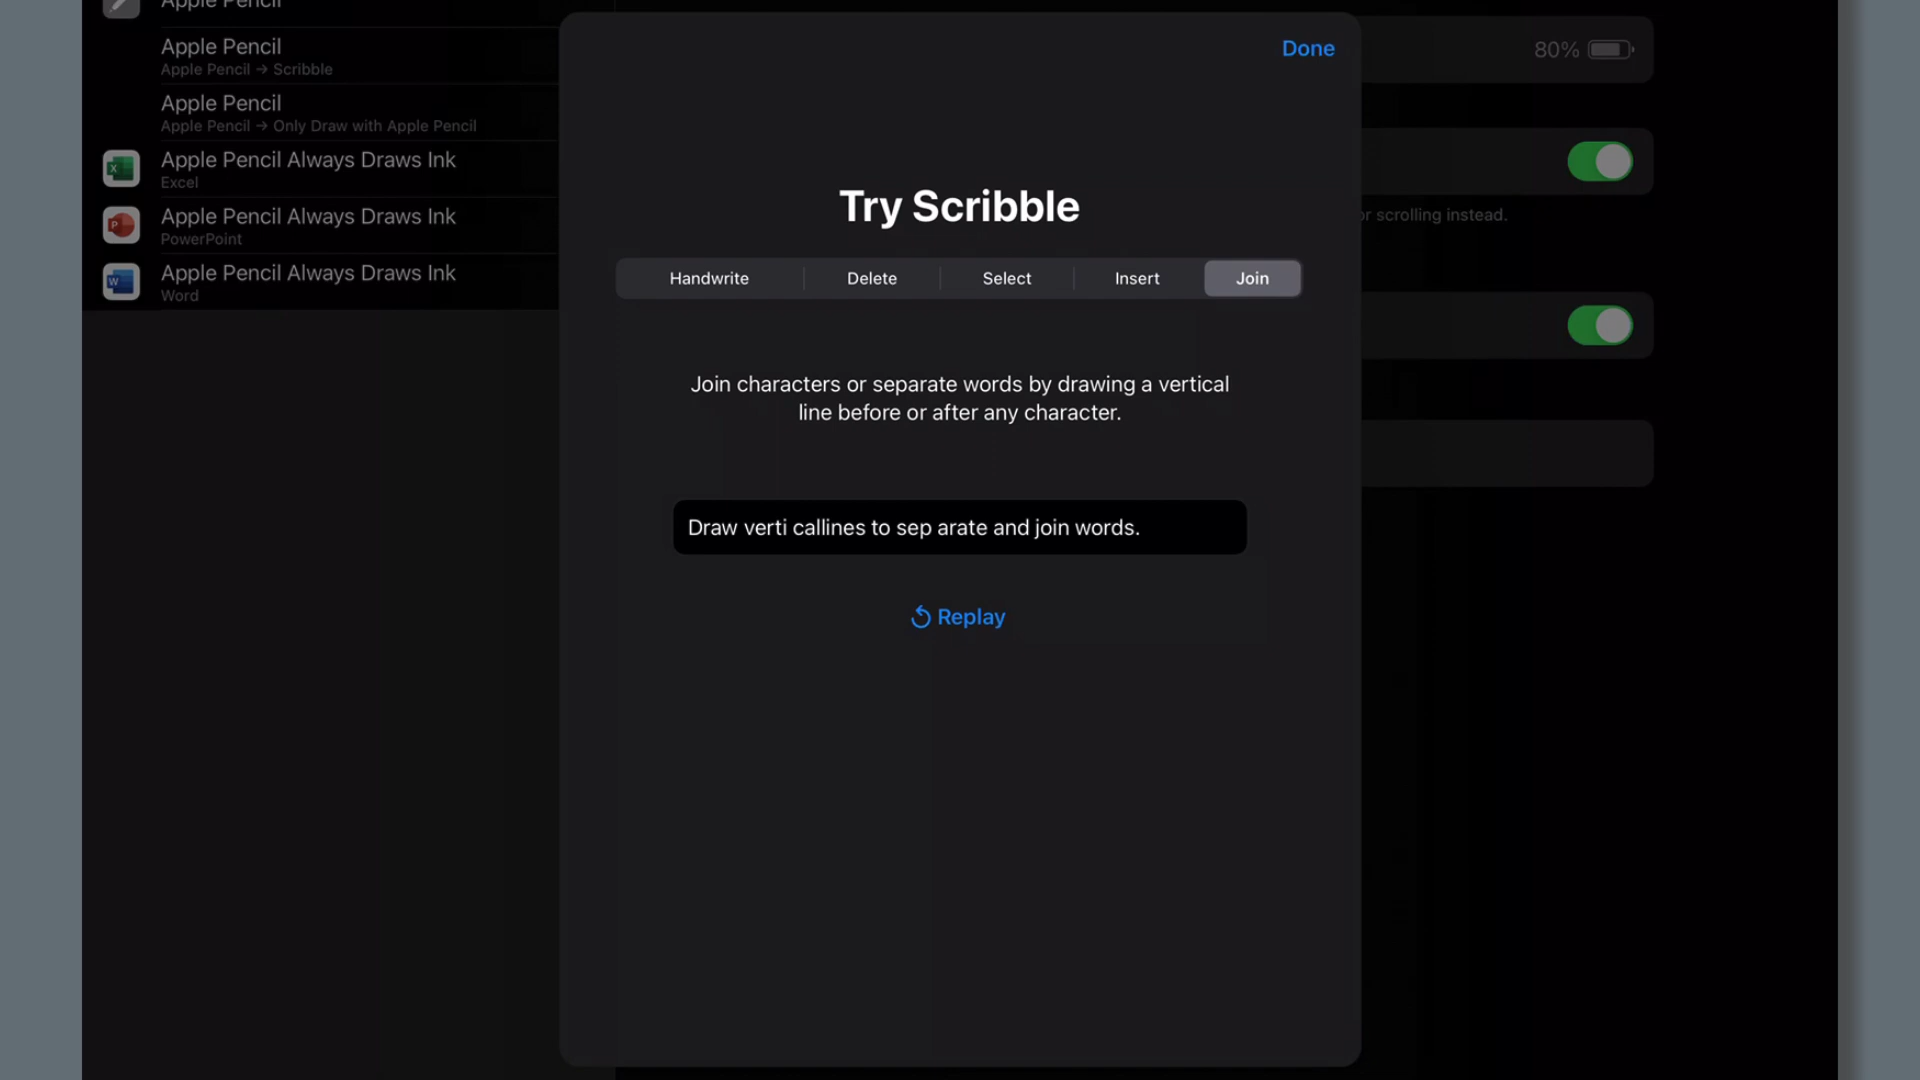 Apple Pencil
Apple Pencil
Apple Pencil → Scribble
Apple Pencil
Apple Pencil → Only Draw with Apple Pencil
Apple Pencil Always Draws Ink
Excel
Apple Pencil Always Draws Ink
PowerPoint
Apple Pencil Always Draws Ink
Word
Done
Try Scribble
Handwrite Delete Select Insert Join
Join characters or separate words by drawing a vertical
line before or after any character.
Draw verti callines to sep arate and join words.
Replay
80%
or scrolling instead.